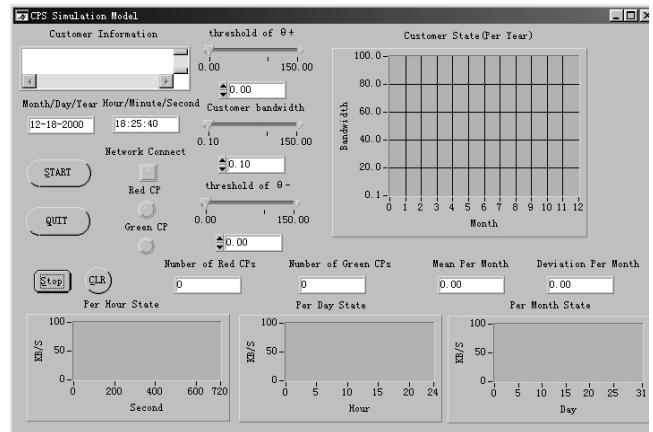 CPS Simulation Model
Customer Information
threshold of θ+
0.00 150.00
0.00
Month/Day/Year Hour/Minute/Second
12-18-2000 18:25:40
Customer bandwidth
0.10 150.00
0.10
Network Connect
START
Red CP
QUIT
Green CP
threshold of θ-
0.00 150.00
0.00
Customer State(Per Year)
Bandwidth
100.0
80.0
60.0
40.0
20.0
0.1
0 1 2 3 4 5 6 7 8 9 10 11 12
Month
Stop CLR
Number of Red CPs
0
Number of Green CPs
0
Mean Per Month
0.00
Deviation Per Month
0.00
Per Hour State
KB/S
100
50
0
0 200 400 600 720
Second
Per Day State
KB/S
100
50
0
0 5 10 15 20 24
Hour
Per Month State
KB/S
100
50
0
0 5 10 15 20 25 31
Day